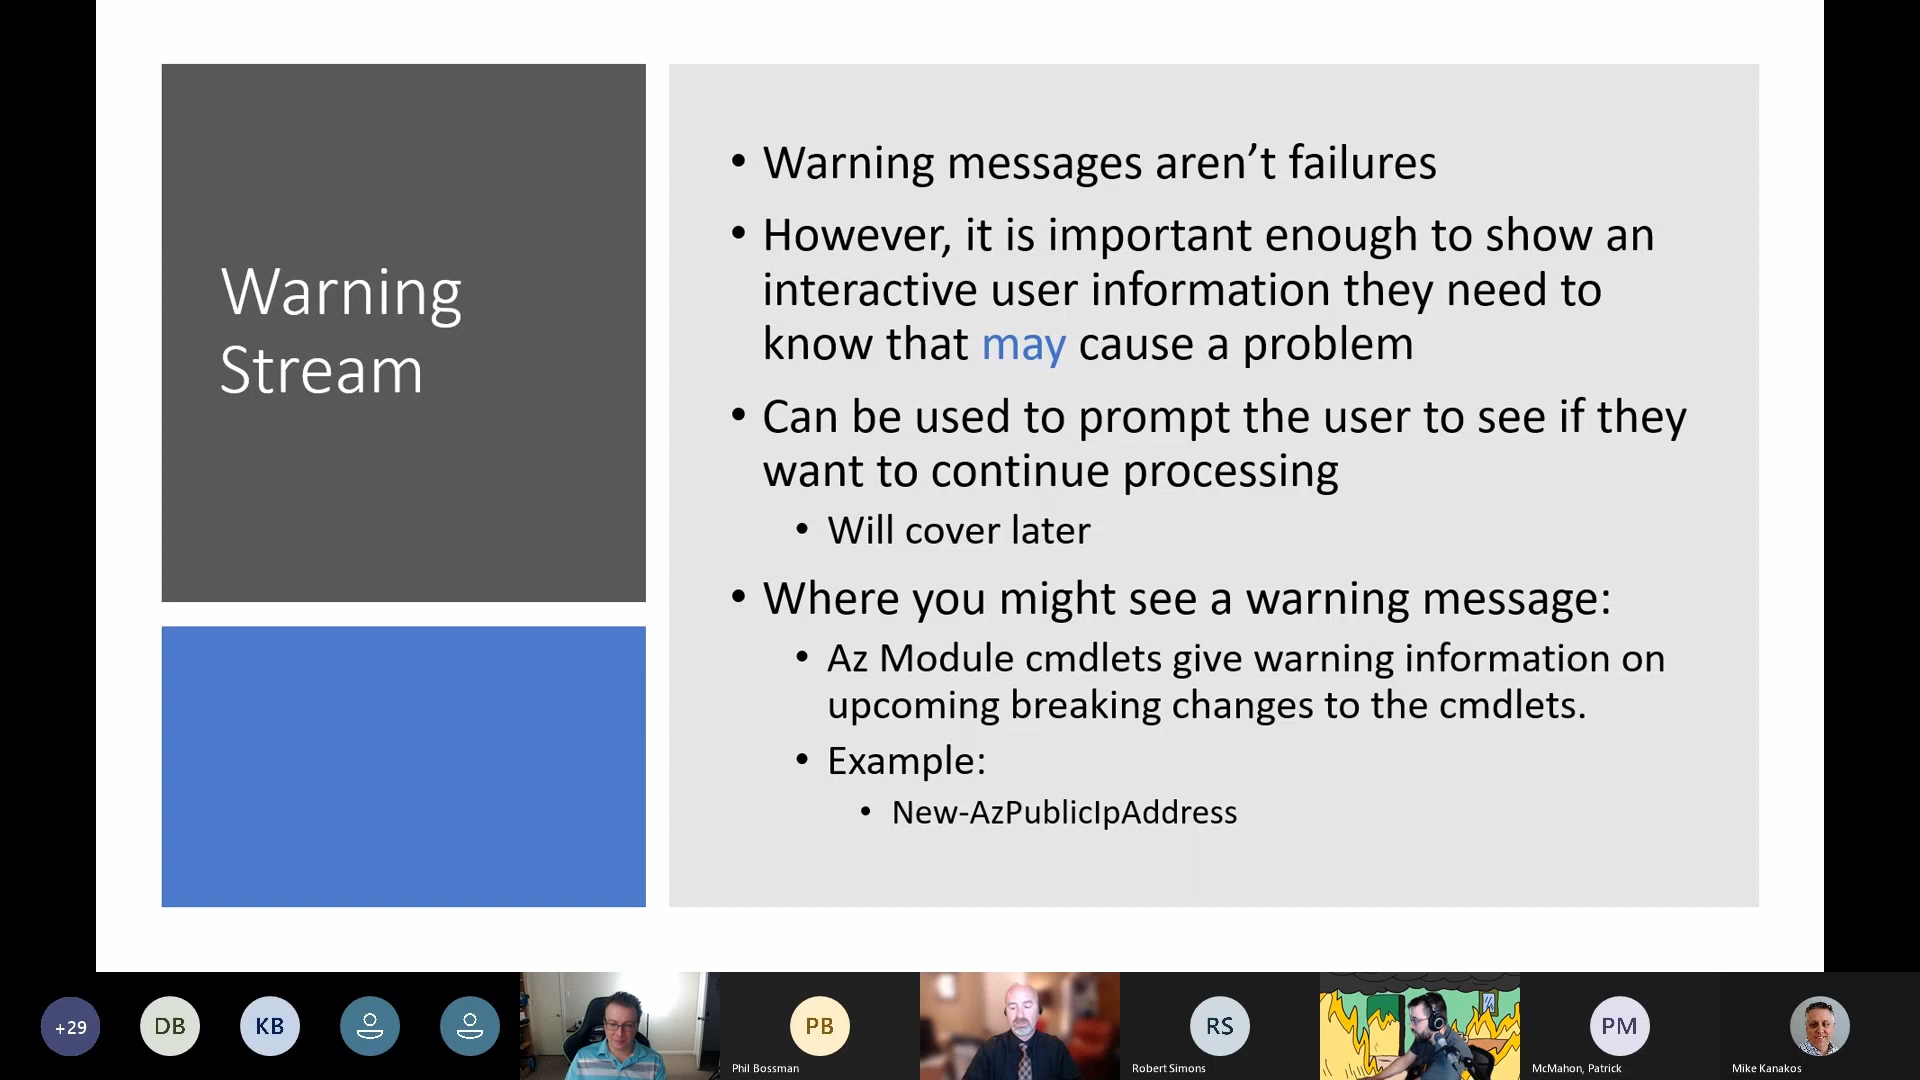 Warning
Stream
• Warning messages aren’t failures
• However, it is important enough to show an
interactive user information they need to
know that may cause a problem
• Can be used to prompt the user to see if they
want to continue processing
• Will cover later
• Where you might see a warning message:
• Az Module cmdlets give warning information on
upcoming breaking changes to the cmdlets.
• Example:
• New-AzPublicIpAddress
+29
DB
KB
PB
Phil Bossman
RS
Robert Simons
PM
McMahon, Patrick
Mike Kanakos